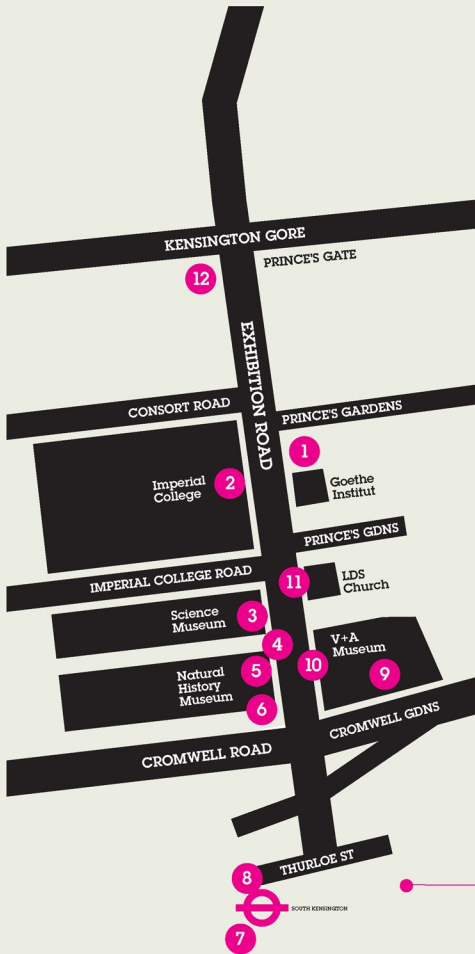 KENSINGTON GORE
PRINCE'S GATE
12
EXHIBITION ROAD
CONSORT ROAD
PRINCE'S GARDENS
1
Imperial
College
2
Goethe
Institut
PRINCE'S GDNS
IMPERIAL COLLEGE ROAD
11
LDS
Church
Science
Museum
3
4
V+A
Museum
10
9
Natural
History
Museum
5
6
CROMWELL GDNS
CROMWELL ROAD
THURLOE ST
8
SOUTH KENSINGTON
7